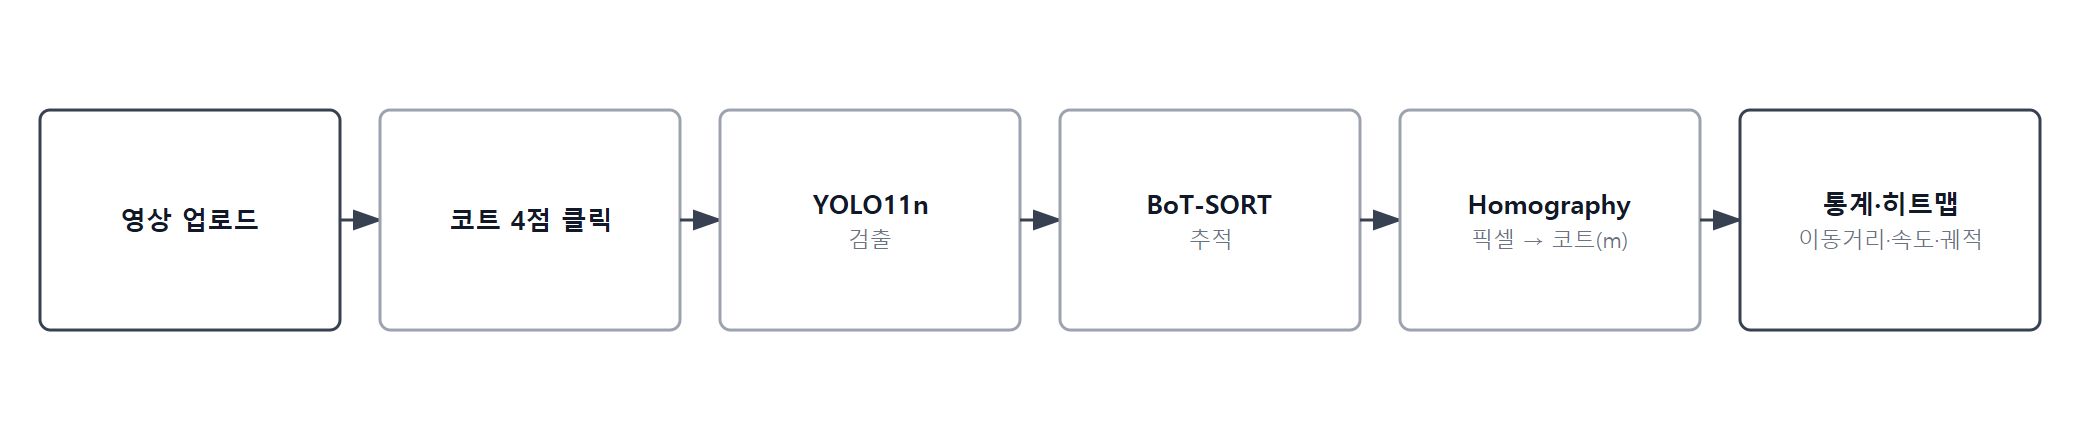 영상 업로드
코트 4점 클릭
YOLO11n
검출
BoT-SORT
추적
Homography
픽셀 → 코트(m)
통계·히트맵
이동거리·속도·궤적